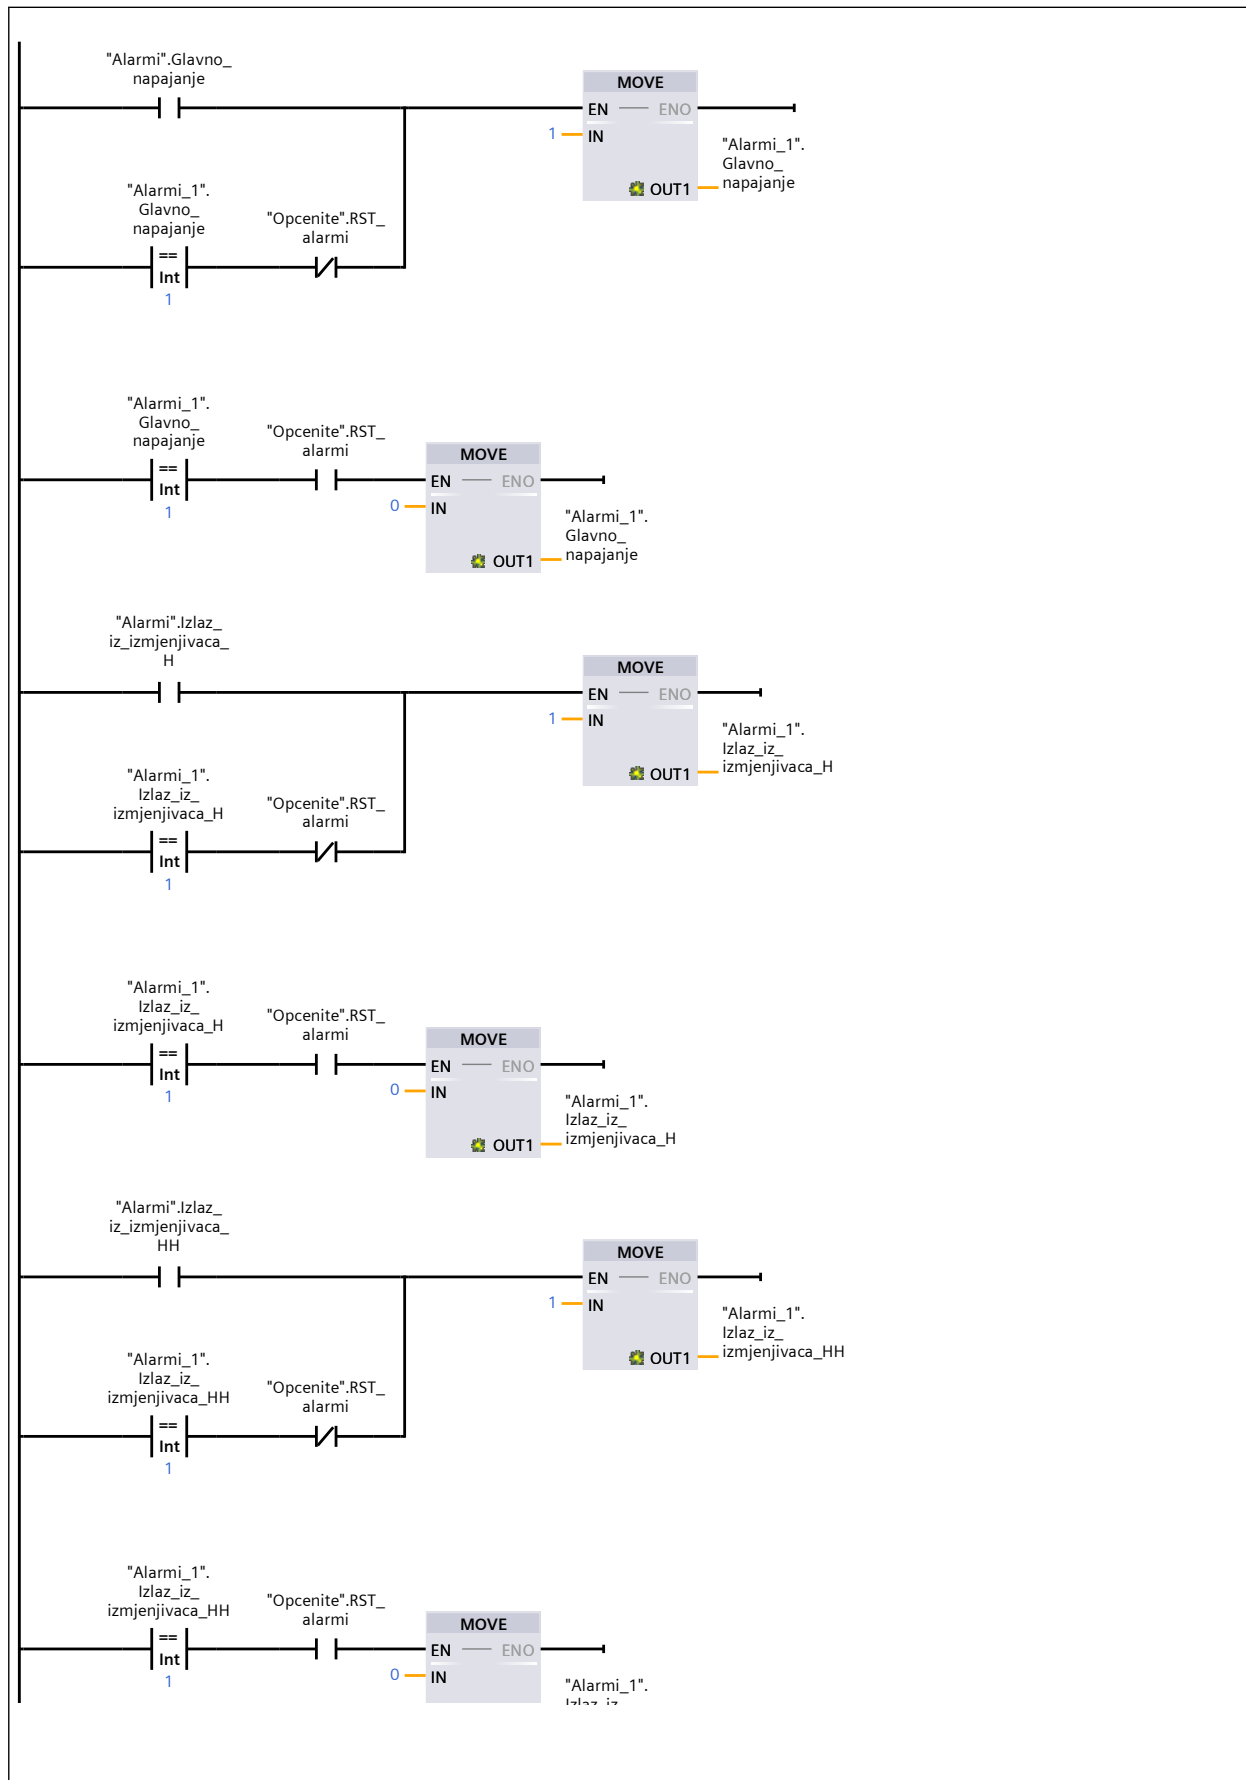 "Alarmi".Glavno_
napajanje
MOVE
EN ENO
1 IN
"Alarmi_1".
Glavno_
napajanje
OUT1
"Alarmi_1".
Glavno_
napajanje
"Opcenite".RST_
alarmi
==
Int
1
"Alarmi_1".
Glavno_
napajanje
"Opcenite".RST_
alarmi
==
Int
1
MOVE
EN ENO
0 IN
"Alarmi_1".
Glavno_
napajanje
OUT1
"Alarmi".Izlaz_
iz_izmjenjivaca_
H
MOVE
EN ENO
1 IN
"Alarmi_1".
Izlaz_iz_
izmjenjivaca_H
OUT1
"Alarmi_1".
Izlaz_iz_
izmjenjivaca_H
"Opcenite".RST_
alarmi
==
Int
1
"Alarmi_1".
Izlaz_iz_
izmjenjivaca_H
"Opcenite".RST_
alarmi
==
Int
1
MOVE
EN ENO
0 IN
"Alarmi_1".
Izlaz_iz_
izmjenjivaca_H
OUT1
"Alarmi".Izlaz_
iz_izmjenjivaca_
HH
MOVE
EN ENO
1 IN
"Alarmi_1".
Izlaz_iz_
izmjenjivaca_HH
OUT1
"Alarmi_1".
Izlaz_iz_
izmjenjivaca_HH
"Opcenite".RST_
alarmi
==
Int
1
"Alarmi_1".
Izlaz_iz_
izmjenjivaca_HH
"Opcenite".RST_
alarmi
==
Int
1
MOVE
EN ENO
0 IN
"Alarmi_1".
Izlaz_iz_